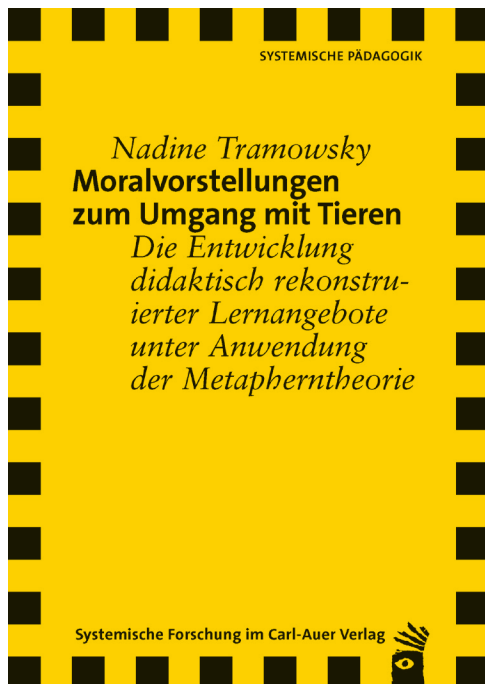 SYSTEMISCHE PÄDAGOGIK
Nadine Tramowsky
Moralvorstellungen
zum Umgang mit Tieren
Die Entwicklung
didaktisch rekonstru-
ierter Lernangebote
unter Anwendung
der Metapherntheorie
Systemische Forschung im Carl-Auer Verlag